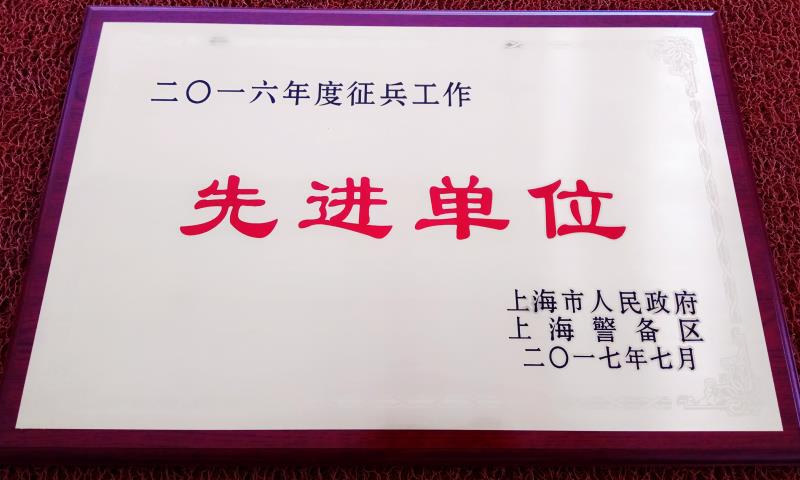 二〇一六年度征兵工作
先进单位
上海市人民政府
上海警备区
二〇一七年七月